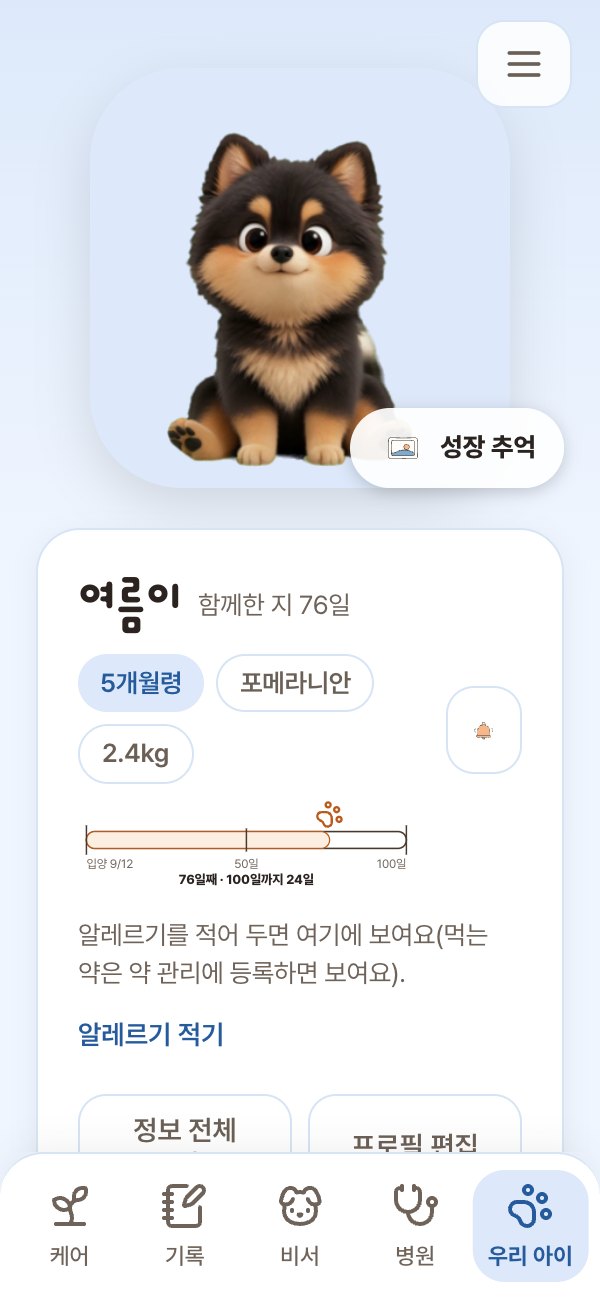 성장 추억
여름이 함께한 지 76일
5개월령 포메라니안
2.4kg
입양 9/12 50일 100일
76일째 · 100일까지 24일
알레르기를 적어 두면 여기에 보여요(먹는
약은 약 관리에 등록하면 보여요).
알레르기 적기
정보 전체 프로필 편집
케어 기록 비서 병원 우리 아이